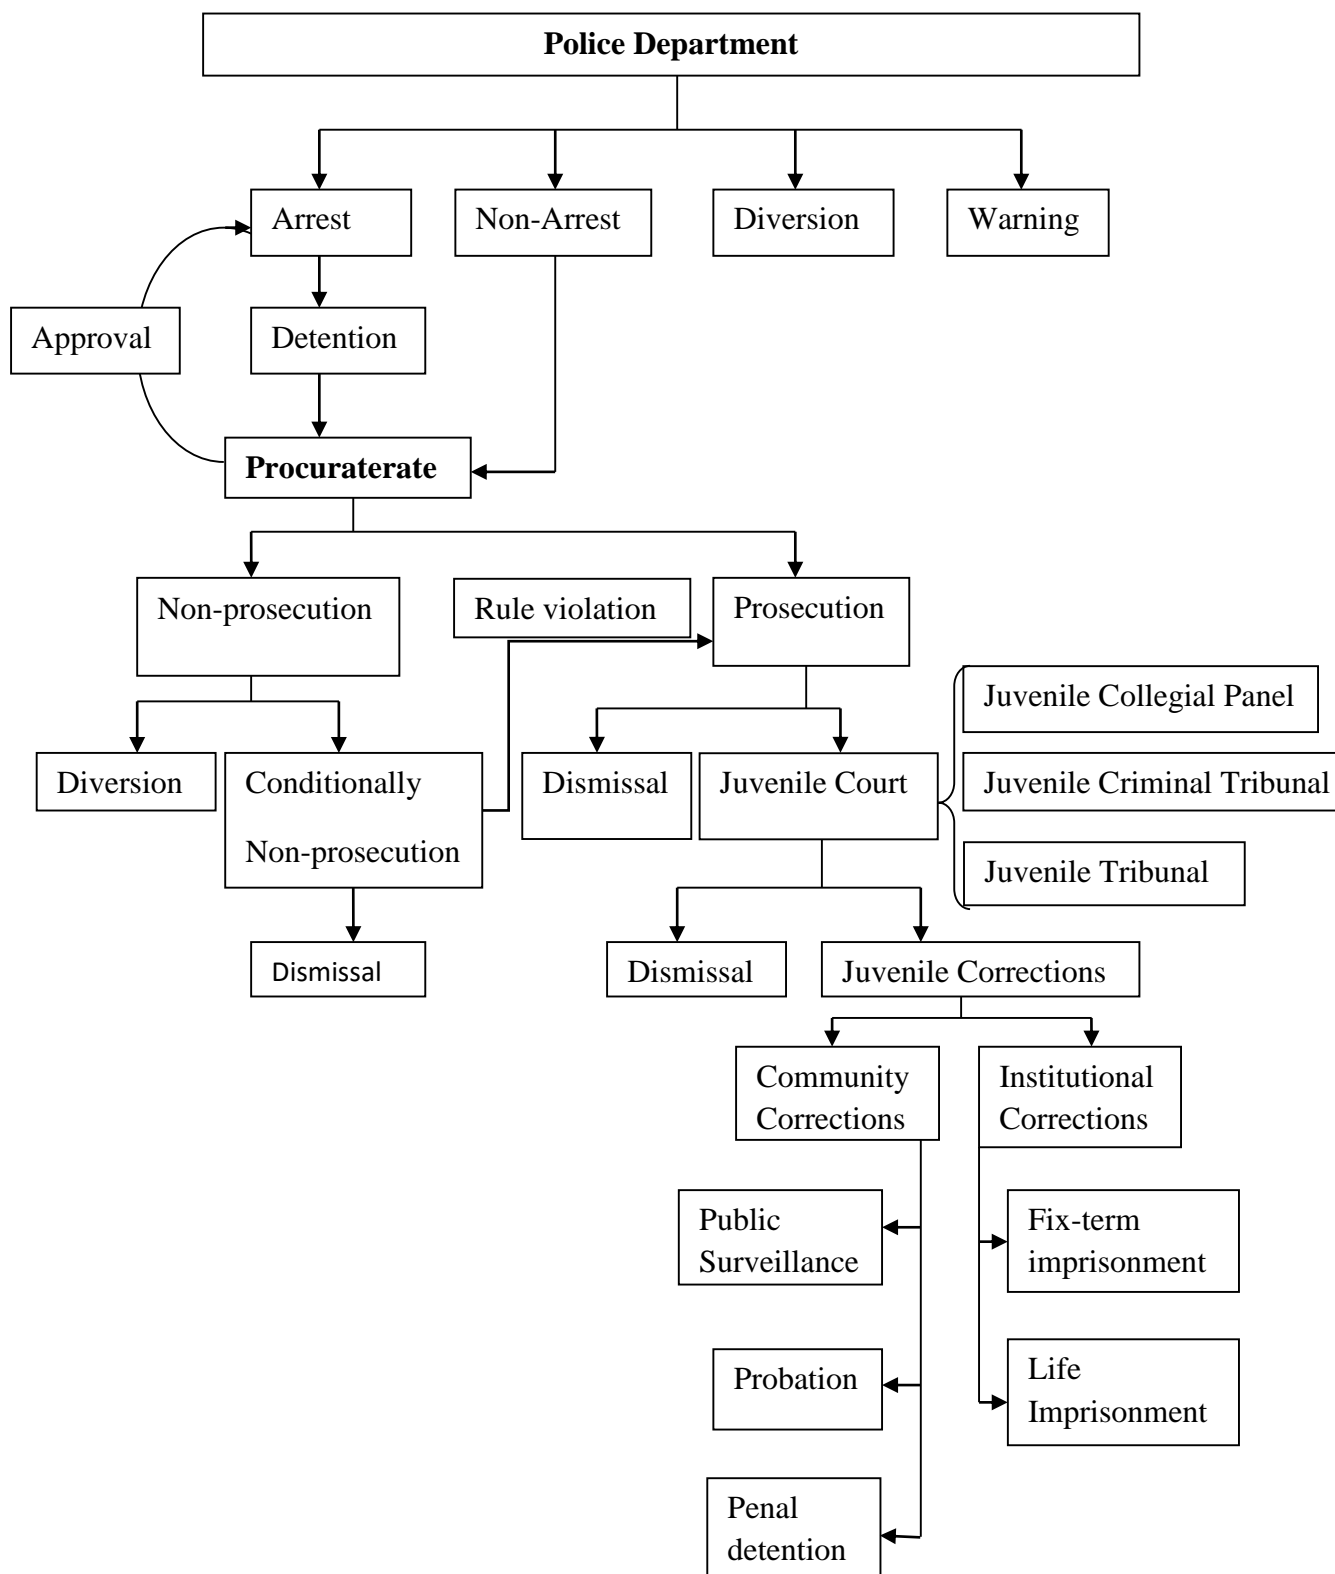 Police Department
Arrest
Non-Arrest
Diversion
Warning
Approval
Detention
Procuraterate
Non-prosecution
Rule violation
Prosecution
Juvenile Collegial Panel
Diversion
Conditionally
Non-prosecution
Dismissal
Juvenile Court
Juvenile Criminal Tribunal
Juvenile Tribunal
Dismissal
Dismissal
Juvenile Corrections
Community
Corrections
Institutional
Corrections
Public
Surveillance
Fix-term
imprisonment
Probation
Life
Imprisonment
Penal
detention